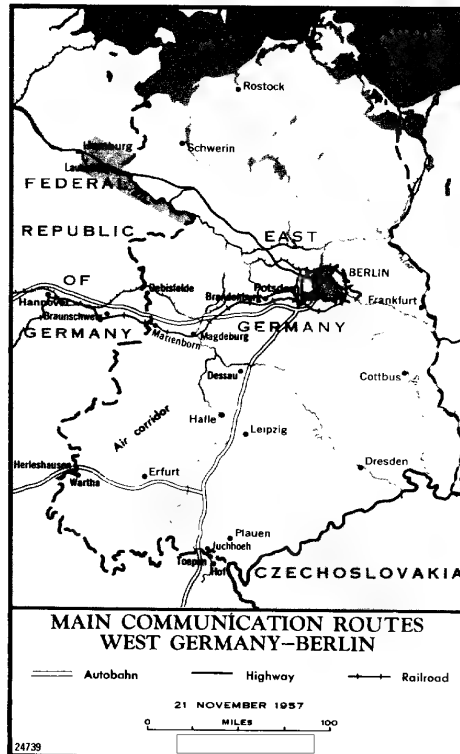 Rostock
Schwerin
Hamburg
FEDERAL
REPUBLIC
EAST
OF
BERLIN
Potsdam
Oebisfelde
Brandenburg
Hannover
Frankfurt
Braunschweig
GERMANY
GERMANY
Magdeburg
Dessau
Cottbus
Air corridor
Halle
Leipzig
Herleshausen
Erfurt
Dresden
Wartha
Plauen
Juchhoeh
Toepen
Hof
CZECHOSLOVAKIA
MAIN COMMUNICATION ROUTES
WEST GERMANY–BERLIN
Autobahn Highway Railroad
21 NOVEMBER 1957
0 MILES 100
24739